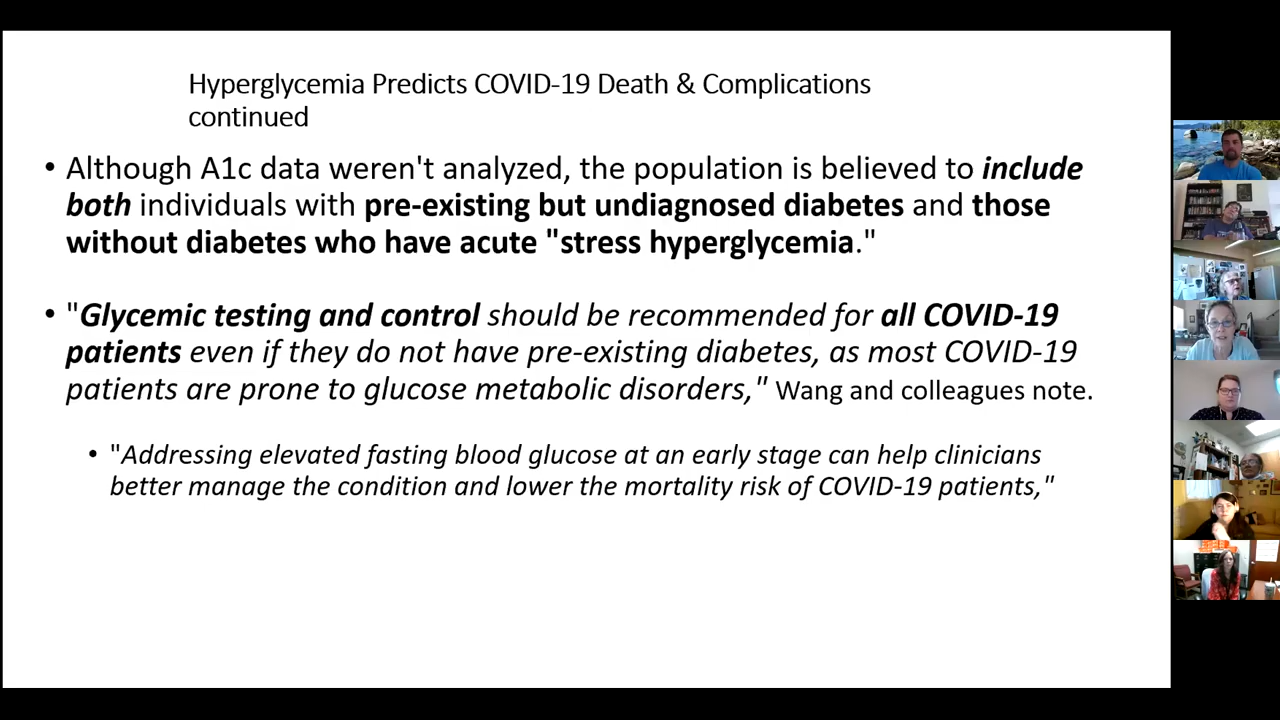 Hyperglycemia Predicts COVID-19 Death & Complications
continued
• Although A1c data weren't analyzed, the population is believed to include
both individuals with pre-existing but undiagnosed diabetes and those
without diabetes who have acute "stress hyperglycemia."
• "Glycemic testing and control should be recommended for all COVID-19
patients even if they do not have pre-existing diabetes, as most COVID-19
patients are prone to glucose metabolic disorders," Wang and colleagues note.
• "Addressing elevated fasting blood glucose at an early stage can help clinicians
better manage the condition and lower the mortality risk of COVID-19 patients,"